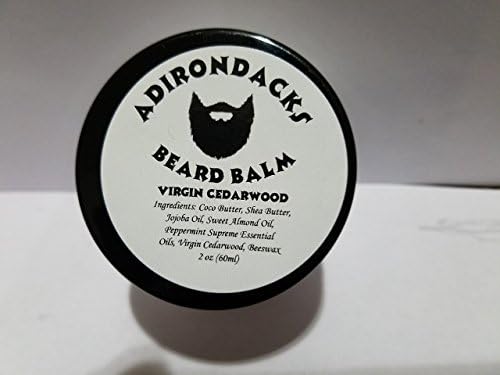 ADIRONDACKS
BEARD BALM
VIRGIN CEDARWOOD
Ingredients: Coco Butter, Shea Butter,
Jojoba Oil, Sweet Almond Oil,
Peppermint Supreme Essential
Oils, Virgin Cedarwood, Beeswax
2 oz (60ml)